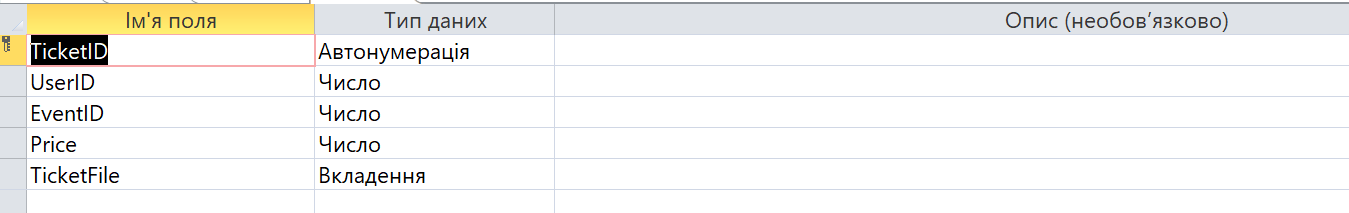 Ім'я поля Тип даних Опис (необов’язково)
TicketID Автонумерація
UserID Число
EventID Число
Price Число
TicketFile Вкладення